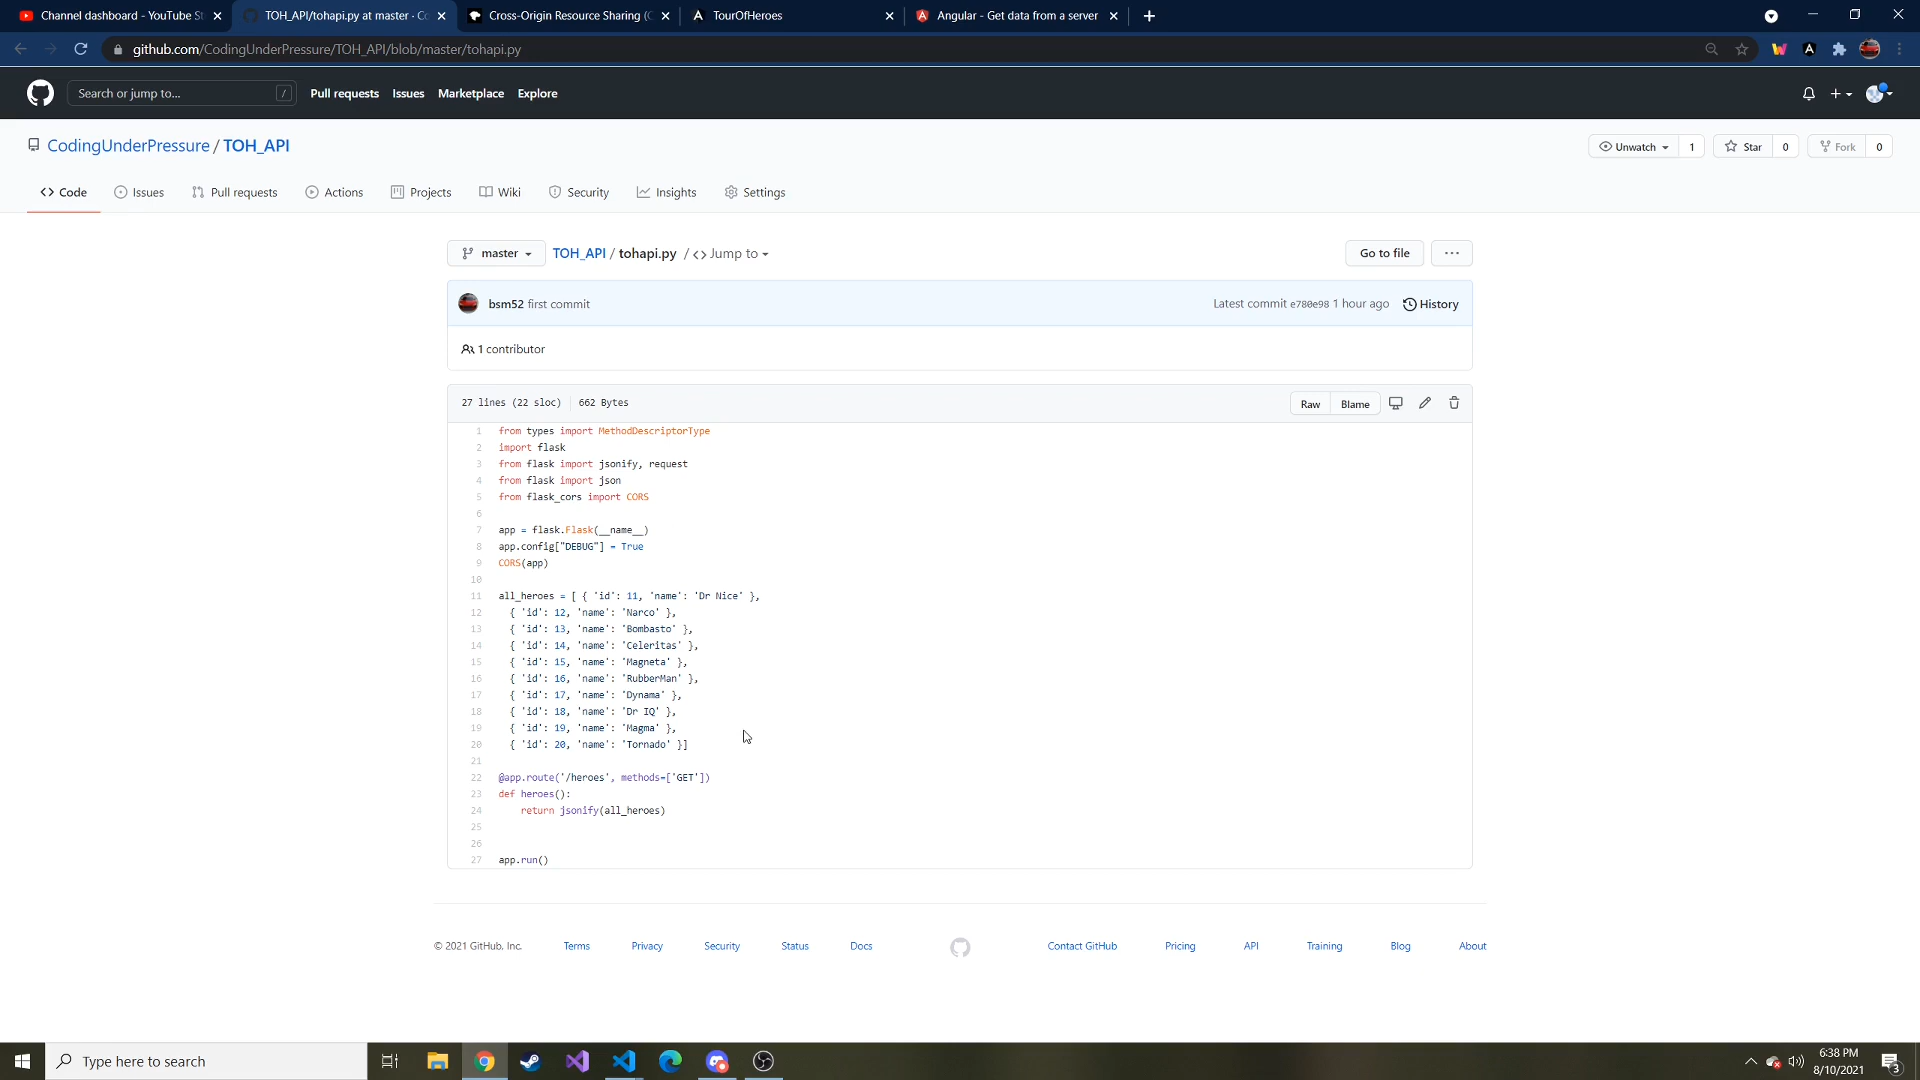 Channel dashboard - YouTube St
TOH_API/tohapi.py at master · Co
Cross-Origin Resource Sharing (C
TourOfHeroes
Angular - Get data from a server
github.com/CodingUnderPressure/TOH_API/blob/master/tohapi.py
Search or jump to...
/
Pull requests
Issues
Marketplace
Explore
CodingUnderPressure / TOH_API
Unwatch
1
Star
0
Fork
0
Code
Issues
Pull requests
Actions
Projects
Wiki
Security
Insights
Settings
master
TOH_API / tohapi.py / <> Jump to
Go to file
...
bsm52 first commit
Latest commit e780e98 1 hour ago
History
1 contributor
27 lines (22 sloc)
662 Bytes
Raw
Blame
1 from types import MethodDescriptorType
2 import flask
3 from flask import jsonify, request
4 from flask import json
5 from flask_cors import CORS
6
7 app = flask.Flask(__name__)
8 app.config["DEBUG"] = True
9 CORS(app)
10
11 all_heroes = [ { 'id': 11, 'name': 'Dr Nice' },
12 { 'id': 12, 'name': 'Narco' },
13 { 'id': 13, 'name': 'Bombasto' },
14 { 'id': 14, 'name': 'Celeritas' },
15 { 'id': 15, 'name': 'Magneta' },
16 { 'id': 16, 'name': 'RubberMan' },
17 { 'id': 17, 'name': 'Dynama' },
18 { 'id': 18, 'name': 'Dr IQ' },
19 { 'id': 19, 'name': 'Magma' },
20 { 'id': 20, 'name': 'Tornado' }]
21
22 @app.route('/heroes', methods=['GET'])
23 def heroes():
24 return jsonify(all_heroes)
25
26
27 app.run()
© 2021 GitHub, Inc.
Terms
Privacy
Security
Status
Docs
Contact GitHub
Pricing
API
Training
Blog
About
Type here to search
6:38 PM
8/10/2021
3